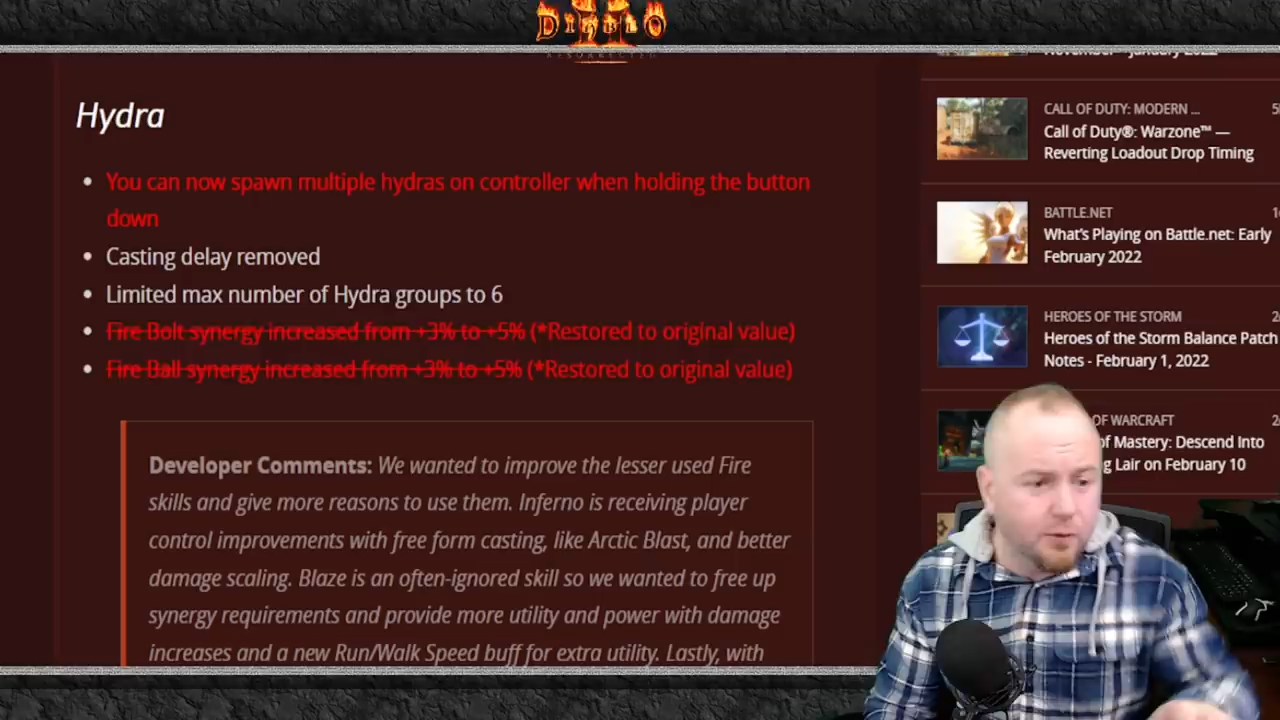 DIABLO
II
RESURRECTED
Hydra
You can now spawn multiple hydras on controller when holding the button
down
Casting delay removed
Limited max number of Hydra groups to 6
Fire Bolt synergy increased from +3% to +5% (*Restored to original value)
Fire Ball synergy increased from +3% to +5% (*Restored to original value)
Developer Comments: We wanted to improve the lesser used Fire
skills and give more reasons to use them. Inferno is receiving player
control improvements with free form casting, like Arctic Blast, and better
damage scaling. Blaze is an often-ignored skill so we wanted to free up
synergy requirements and provide more utility and power with damage
increases and a new Run/Walk Speed buff for extra utility. Lastly, with
November - January 2022
CALL OF DUTY: MODERN ...
Call of Duty®: Warzone™ —
Reverting Loadout Drop Timing
BATTLE.NET
What's Playing on Battle.net: Early
February 2022
HEROES OF THE STORM
Heroes of the Storm Balance Patch
Notes - February 1, 2022
OF WARCRAFT
of Mastery: Descend Into
g Lair on February 10